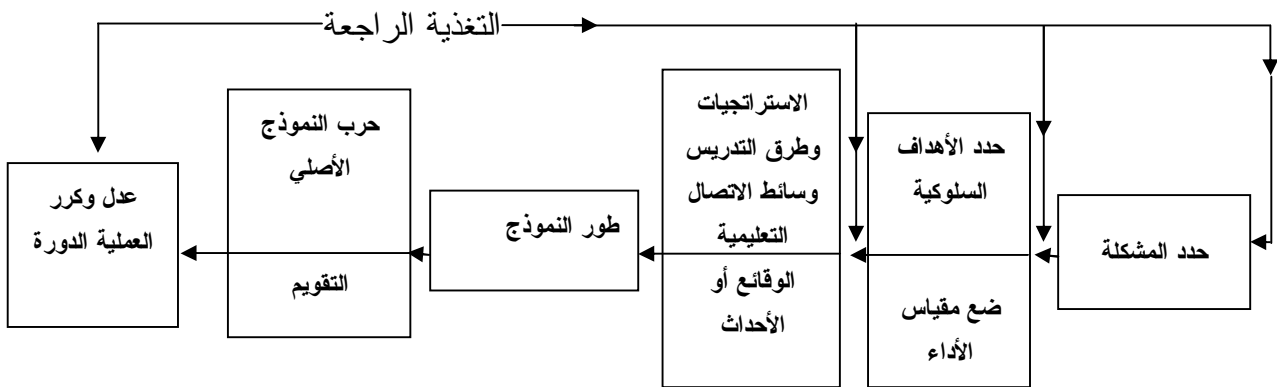 التغذية الراجعة
حدد المشكلة
حدد الأهداف
السلوكية
ضع مقياس
الأداء
الاستراتجيات
وطرق التدريس
وسائط الاتصال
التعليمية
الوقائع أو
الأحداث
طور النموذج
حرب النموذج
الأصلي
التقويم
عدل وكرر
العملية الدورة